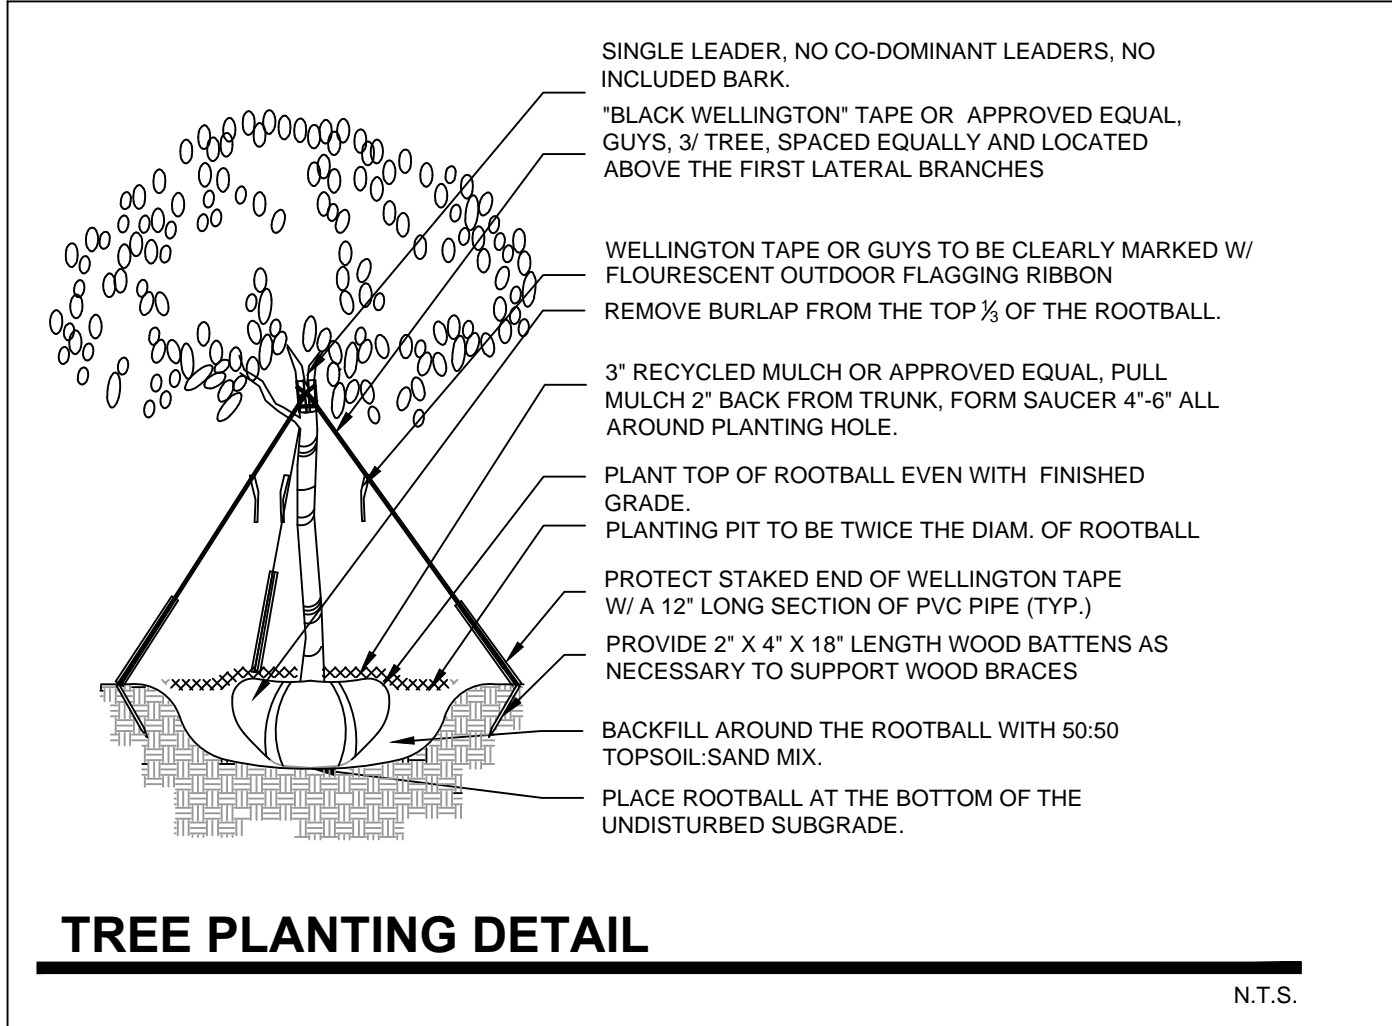 SINGLE LEADER, NO CO-DOMINANT LEADERS, NO
INCLUDED BARK.
"BLACK WELLINGTON" TAPE OR APPROVED EQUAL,
GUYS, 3/ TREE, SPACED EQUALLY AND LOCATED
ABOVE THE FIRST LATERAL BRANCHES
WELLINGTON TAPE OR GUYS TO BE CLEARLY MARKED W/
FLOURESCENT OUTDOOR FLAGGING RIBBON
REMOVE BURLAP FROM THE TOP ⅓ OF THE ROOTBALL.
3" RECYCLED MULCH OR APPROVED EQUAL, PULL
MULCH 2" BACK FROM TRUNK, FORM SAUCER 4"-6" ALL
AROUND PLANTING HOLE.
PLANT TOP OF ROOTBALL EVEN WITH FINISHED
GRADE.
PLANTING PIT TO BE TWICE THE DIAM. OF ROOTBALL
PROTECT STAKED END OF WELLINGTON TAPE
W/ A 12" LONG SECTION OF PVC PIPE (TYP.)
PROVIDE 2" X 4" X 18" LENGTH WOOD BATTENS AS
NECESSARY TO SUPPORT WOOD BRACES
BACKFILL AROUND THE ROOTBALL WITH 50:50
TOPSOIL:SAND MIX.
PLACE ROOTBALL AT THE BOTTOM OF THE
UNDISTURBED SUBGRADE.
TREE PLANTING DETAIL
N.T.S.